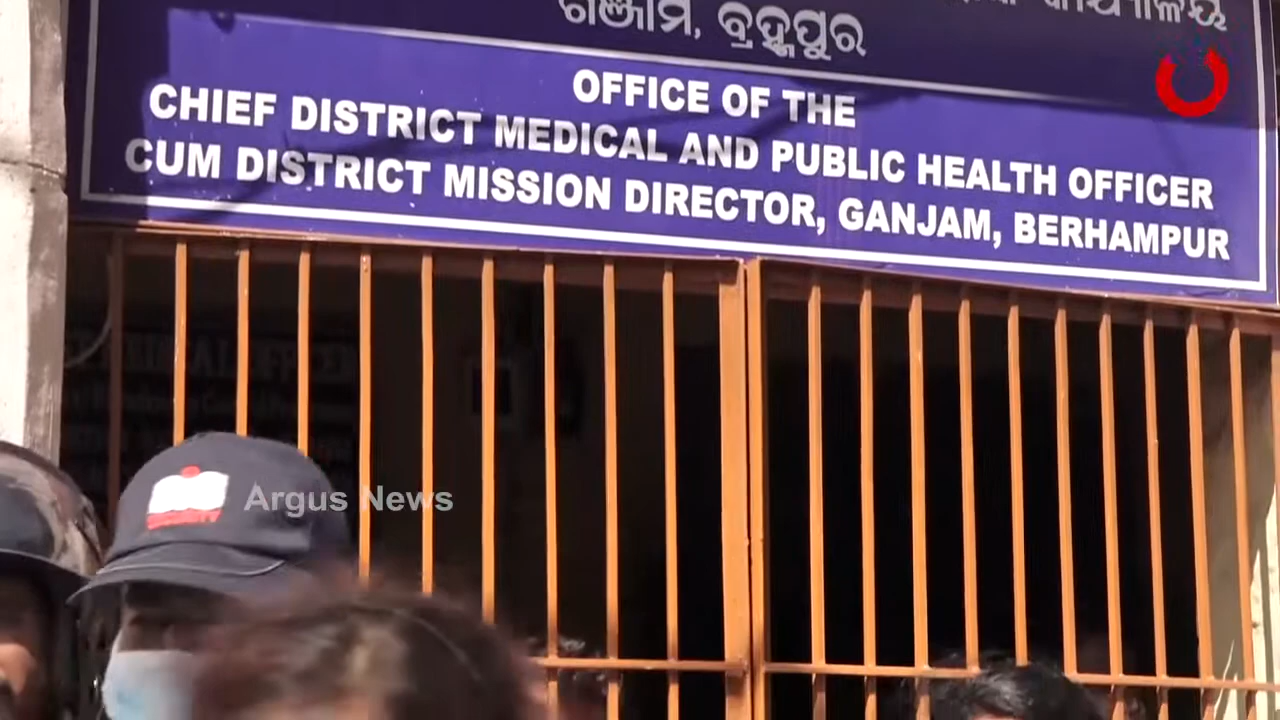 ଗଞ୍ଜାମ, ବ୍ରହ୍ମପୁର
OFFICE OF THE
CHIEF DISTRICT MEDICAL AND PUBLIC HEALTH OFFICER
CUM DISTRICT MISSION DIRECTOR, GANJAM, BERHAMPUR
Argus News